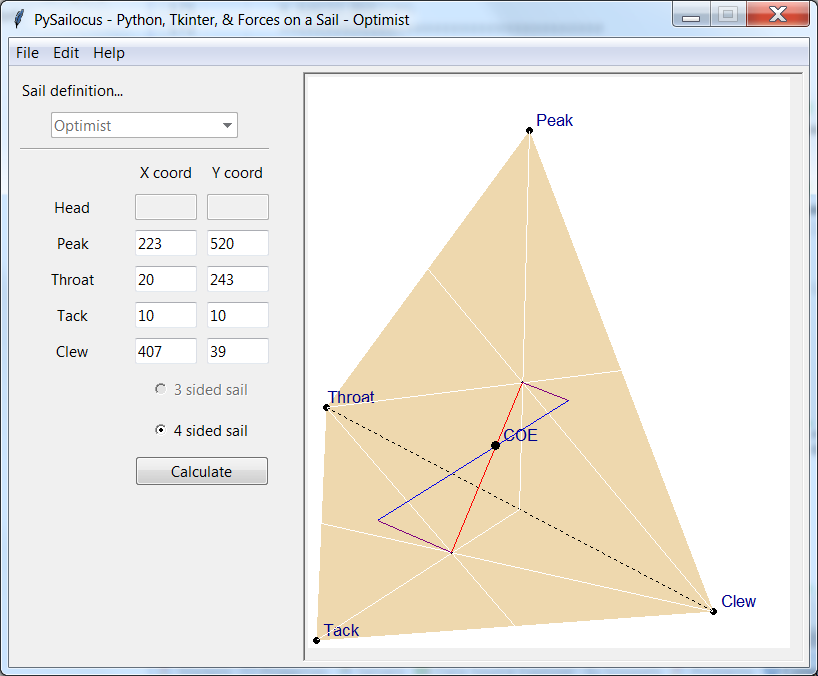 PySailocus - Python, Tkinter, & Forces on a Sail - Optimist
File Edit Help
Sail definition...
Optimist
X coord Y coord
Head
Peak 223 520
Throat 20 243
Tack 10 10
Clew 407 39
3 sided sail
4 sided sail
Calculate
Peak
Throat
COE
Clew
Tack